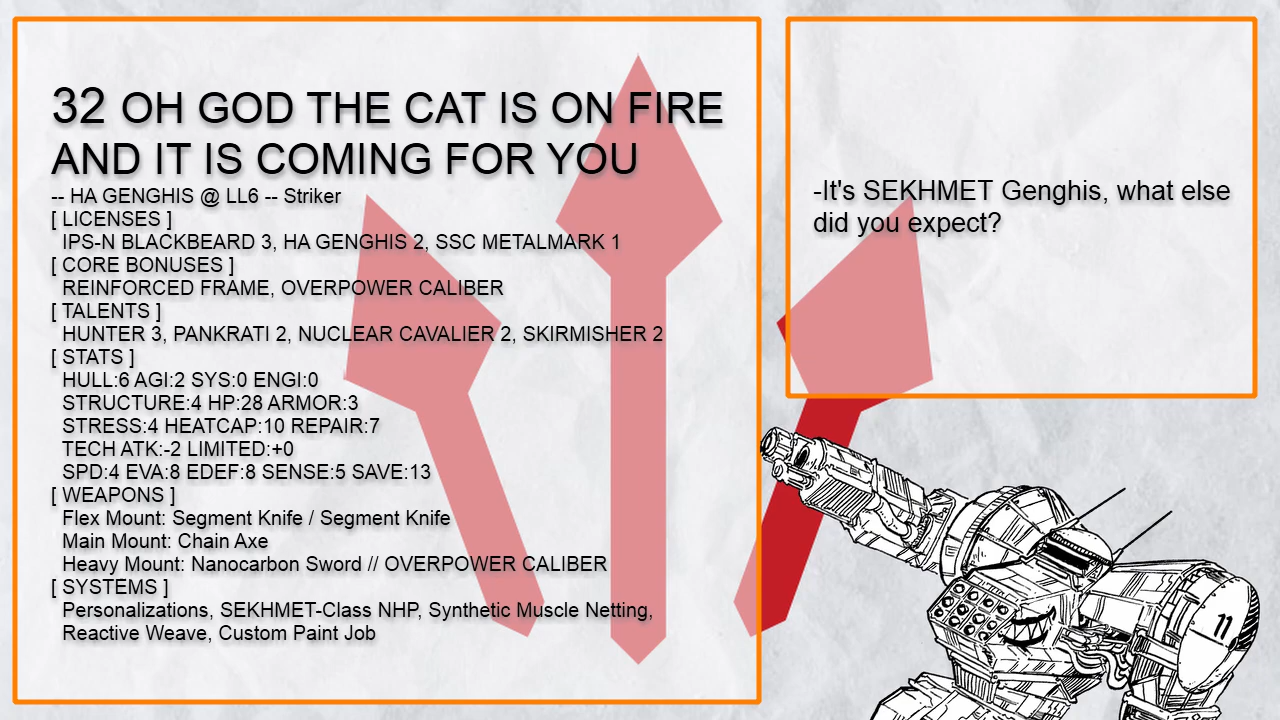 32 OH GOD THE CAT IS ON FIRE
AND IT IS COMING FOR YOU
-- HA GENGHIS @ LL6 -- Striker
[ LICENSES ]
IPS-N BLACKBEARD 3, HA GENGHIS 2, SSC METALMARK 1
[ CORE BONUSES ]
REINFORCED FRAME, OVERPOWER CALIBER
[ TALENTS ]
HUNTER 3, PANKRATI 2, NUCLEAR CAVALIER 2, SKIRMISHER 2
[ STATS ]
HULL:6 AGI:2 SYS:0 ENGI:0
STRUCTURE:4 HP:28 ARMOR:3
STRESS:4 HEATCAP:10 REPAIR:7
TECH ATK:-2 LIMITED:+0
SPD:4 EVA:8 EDEF:8 SENSE:5 SAVE:13
[ WEAPONS ]
Flex Mount: Segment Knife / Segment Knife
Main Mount: Chain Axe
Heavy Mount: Nanocarbon Sword // OVERPOWER CALIBER
[ SYSTEMS ]
Personalizations, SEKHMET-Class NHP, Synthetic Muscle Netting,
Reactive Weave, Custom Paint Job
-It's SEKHMET Genghis, what else
did you expect?
11